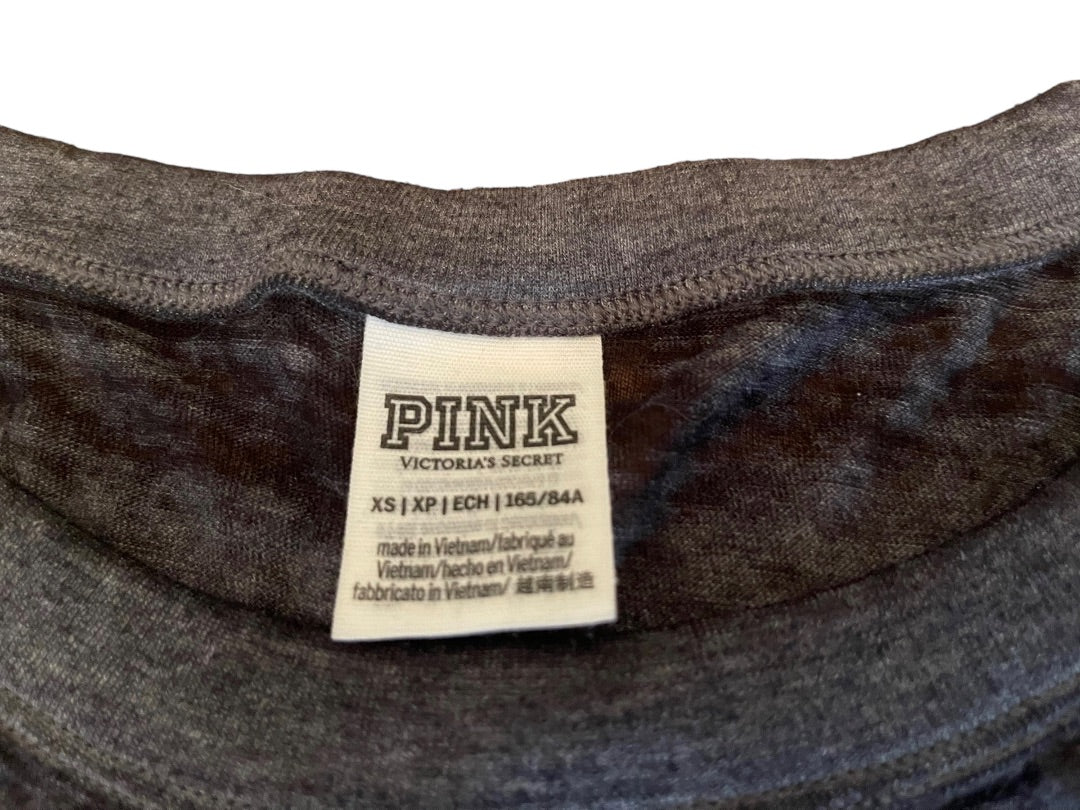 PINK
VICTORIA'S SECRET
XS | XP | ECH | 165/84A
made in Vietnam/fabriqué au
Vietnam/hecho en Vietnam/
fabbricato in Vietnam/ 越南制造